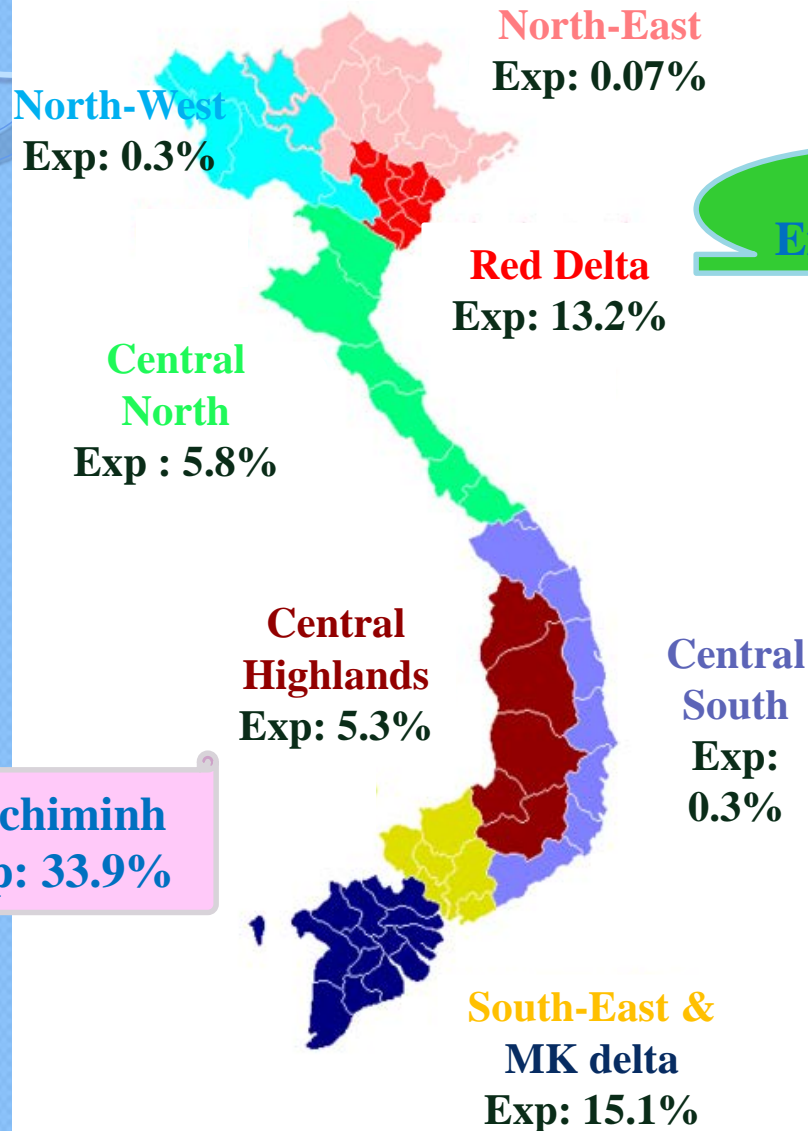 North-East
Exp: 0.07%
North-West
Exp: 0.3%
Red Delta
Exp: 13.2%
Central
North
Exp : 5.8%
Central
Highlands
Exp: 5.3%
Central
South
Exp:
0.3%
chiminh
p: 33.9%
South-East &
MK delta
Exp: 15.1%